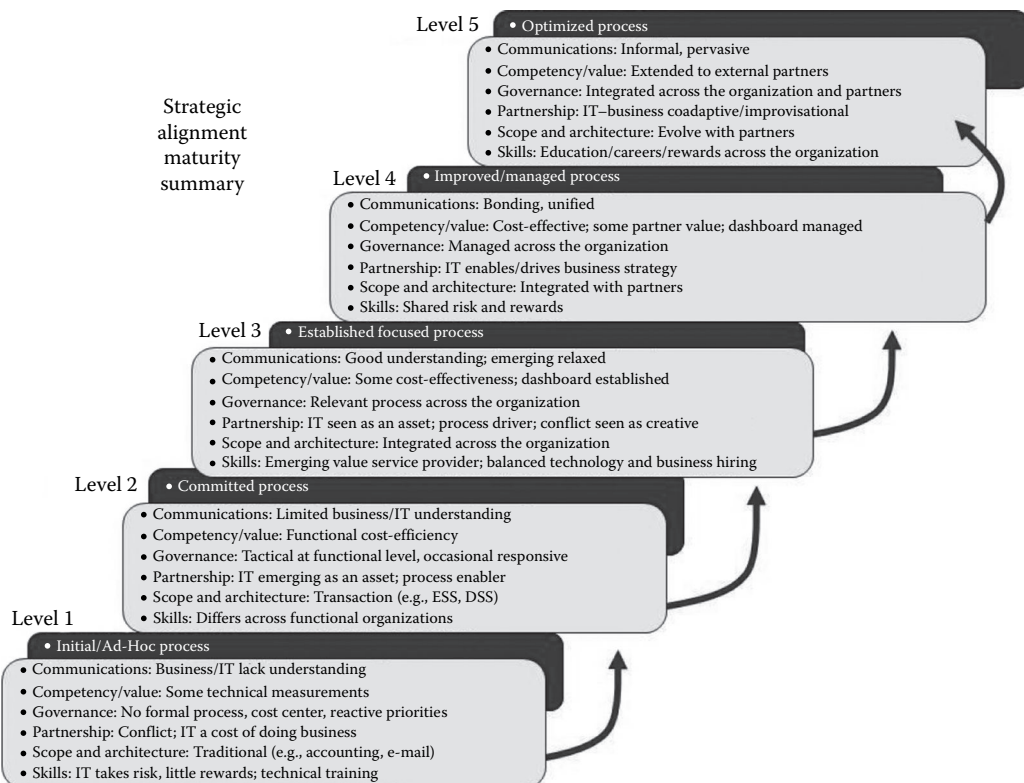 Level 5
• Optimized process
• Communications: Informal, pervasive
• Competency/value: Extended to external partners
• Governance: Integrated across the organization and partners
• Partnership: IT–business coadaptive/improvisational
• Scope and architecture: Evolve with partners
• Skills: Education/careers/rewards across the organization
Strategic
alignment
maturity
summary
Level 4
• Improved/managed process
• Communications: Bonding, unified
• Competency/value: Cost-effective; some partner value; dashboard managed
• Governance: Managed across the organization
• Partnership: IT enables/drives business strategy
• Scope and architecture: Integrated with partners
• Skills: Shared risk and rewards
Level 3
• Established focused process
• Communications: Good understanding; emerging relaxed
• Competency/value: Some cost-effectiveness; dashboard established
• Governance: Relevant process across the organization
• Partnership: IT seen as an asset; process driver; conflict seen as creative
• Scope and architecture: Integrated across the organization
• Skills: Emerging value service provider; balanced technology and business hiring
Level 2
• Committed process
• Communications: Limited business/IT understanding
• Competency/value: Functional cost-efficiency
• Governance: Tactical at functional level, occasional responsive
• Partnership: IT emerging as an asset; process enabler
• Scope and architecture: Transaction (e.g., ESS, DSS)
• Skills: Differs across functional organizations
Level 1
• Initial/Ad-Hoc process
• Communications: Business/IT lack understanding
• Competency/value: Some technical measurements
• Governance: No formal process, cost center, reactive priorities
• Partnership: Conflict; IT a cost of doing business
• Scope and architecture: Traditional (e.g., accounting, e-mail)
• Skills: IT takes risk, little rewards; technical training